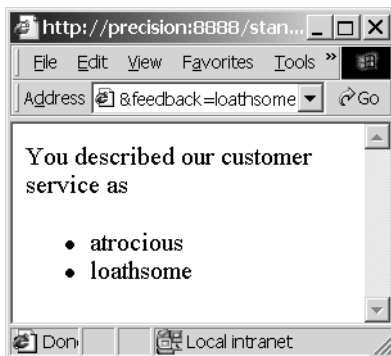 http://precision:8888/stan...
File Edit View Favorites Tools »
Address &feedback=loathsome Go
You described our customer
service as
• atrocious
• loathsome
Don Local intranet